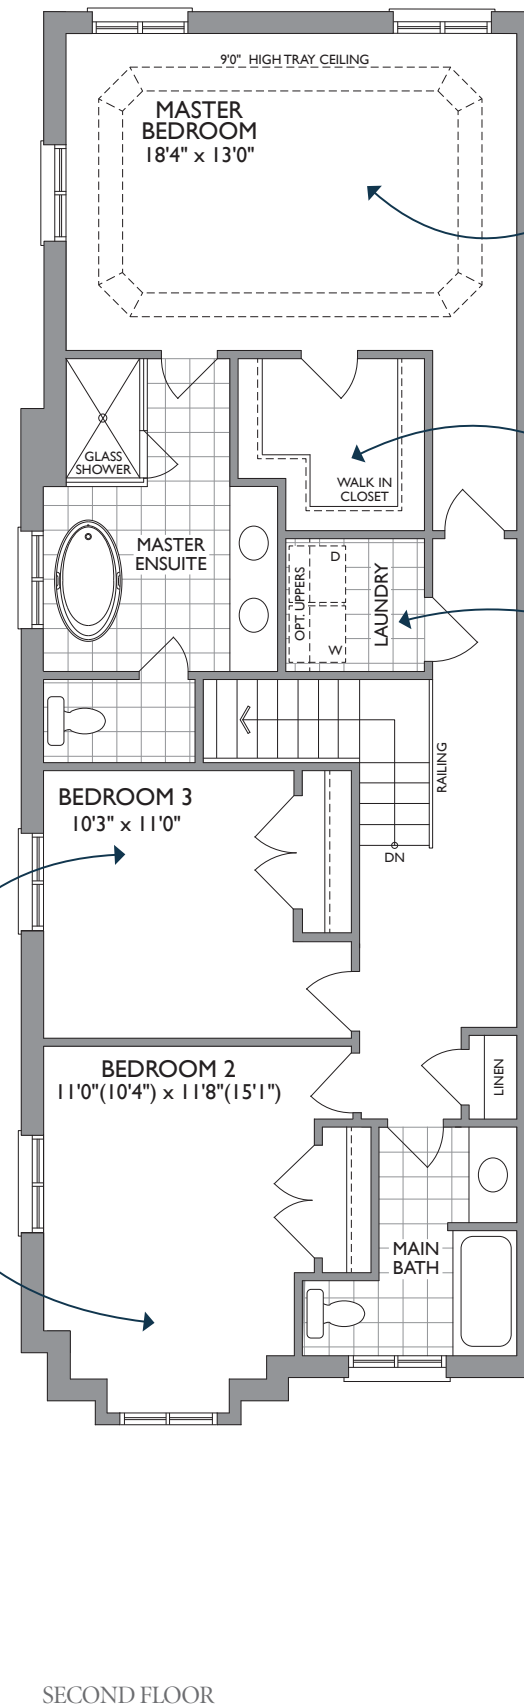 9'0" HIGH TRAY CEILING
MASTER
BEDROOM
18'4" x 13'0"
GLASS
SHOWER
WALK IN
CLOSET
MASTER
ENSUITE
OPT. UPPERS
D
W
LAUNDRY
RAILING
DN
BEDROOM 3
10'3" x 11'0"
BEDROOM 2
11'0"(10'4") x 11'8"(15'1")
LINEN
MAIN
BATH
SECOND FLOOR